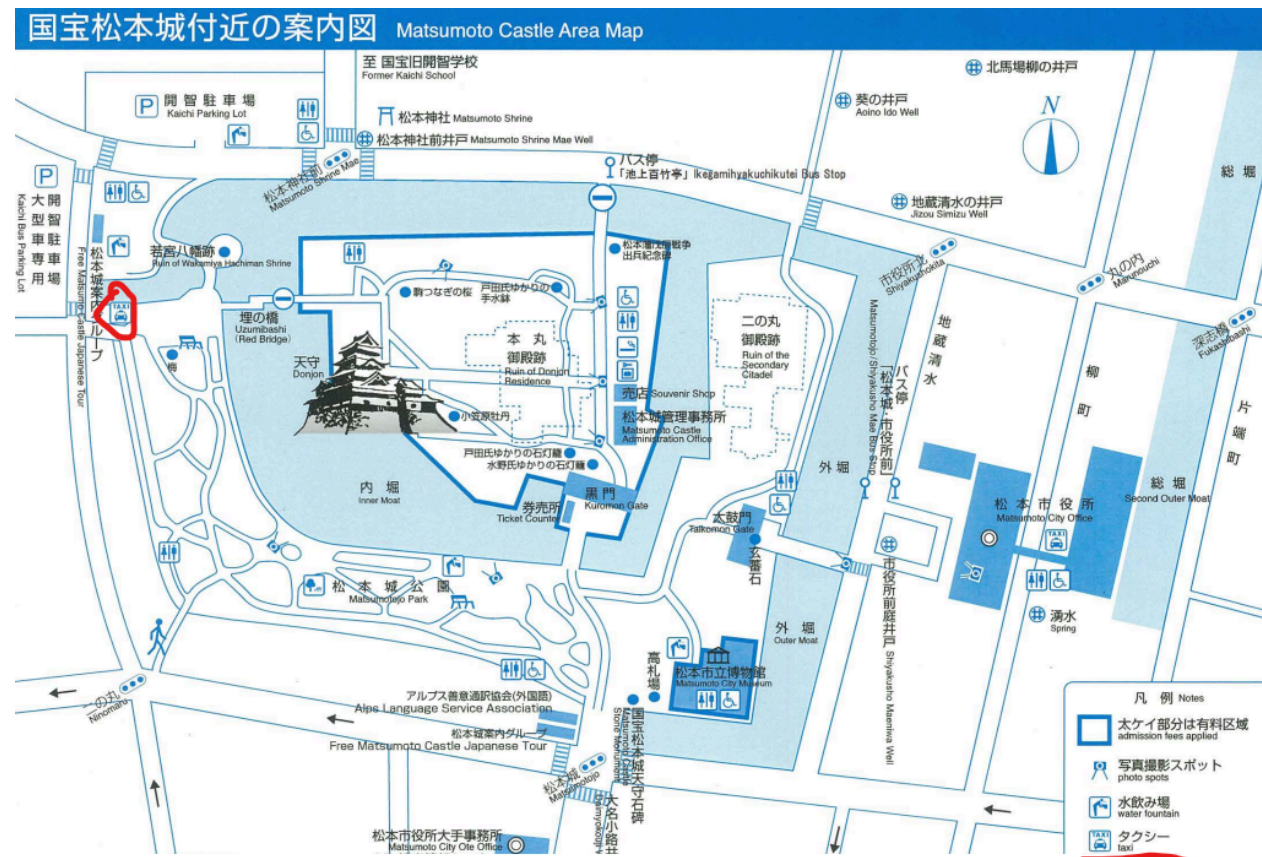 国宝松本城付近の案内図 Matsumoto Castle Area Map
至 国宝旧開智学校
Former Kaichi School
北馬場柳の井戸
P 開智駐車場
Kaichi Parking Lot
松本神社 Matsumoto Shrine
葵の井戸
Aoino Ido Well
N
松本神社前井戸 Matsumoto Shrine Mae Well
松本神社前
Matsumoto Shrine Mae
バス停
「池上百竹亭」Ikegamihyakuchikutei Bus Stop
総堀
P
開智駐車場
大型車専用
Kaichi Bus Parking Lot
地蔵清水の井戸
Jizou Simizu Well
若宮八幡跡
Ruin of Wakamiya Hachiman Shrine
松本城案内グループ
Free Matsumoto Castle Japanese Tour
出兵紀念碑
市役所北
Shiyakushokita
丸の内
Marunouchi
駒つなぎの桜
戸田氏ゆかりの
手水鉢
TAXI
埋の橋
Uzumibashi
(Red Bridge)
本丸
御殿跡
Ruin of Donjon
Residence
二の丸
御殿跡
Ruin of the
Secondary
Citadel
地蔵清水
深志橋
Fukashibashi
梅
天守
Donjon
売店 Souvenir Shop
バス停
「松本城・市役所前」
Matsumotojo/Shiyakusho Mae Bus Stop
柳町
片端町
小笠原牡丹
松本城管理事務所
Matsumoto Castle
Administration Office
戸田氏ゆかりの石灯籠
水野氏ゆかりの石灯籠
内堀
Inner Moat
黒門
Kuromon Gate
券売所
Ticket Counter
外堀
総堀
Second Outer Moat
太鼓門
Taikomon Gate
玄蕃石
松本市役所
Matsumoto City Office
TAXI
市役所前庭井戸
Shiyakusho Maeniwa Well
湧水
Spring
松本城公園
Matsumotojo Park
外堀
Outer Moat
高札場
松本市立博物館
Matsumoto City Museum
二の丸
Ninomaru
アルプス善意通訳協会(外国語)
Alps Language Service Association
松本城案内グループ
Free Matsumoto Castle Japanese Tour
国宝松本城天守石碑
Matsumoto Castle
Stone Monument
松本城
Matsumotojo
大名小路井
松本市役所大手事務所
Matsumoto City Ote Office
凡例 Notes
太ケイ部分は有料区域
admission fees applied
写真撮影スポット
photo spots
水飲み場
water fountain
TAXI タクシー
taxi